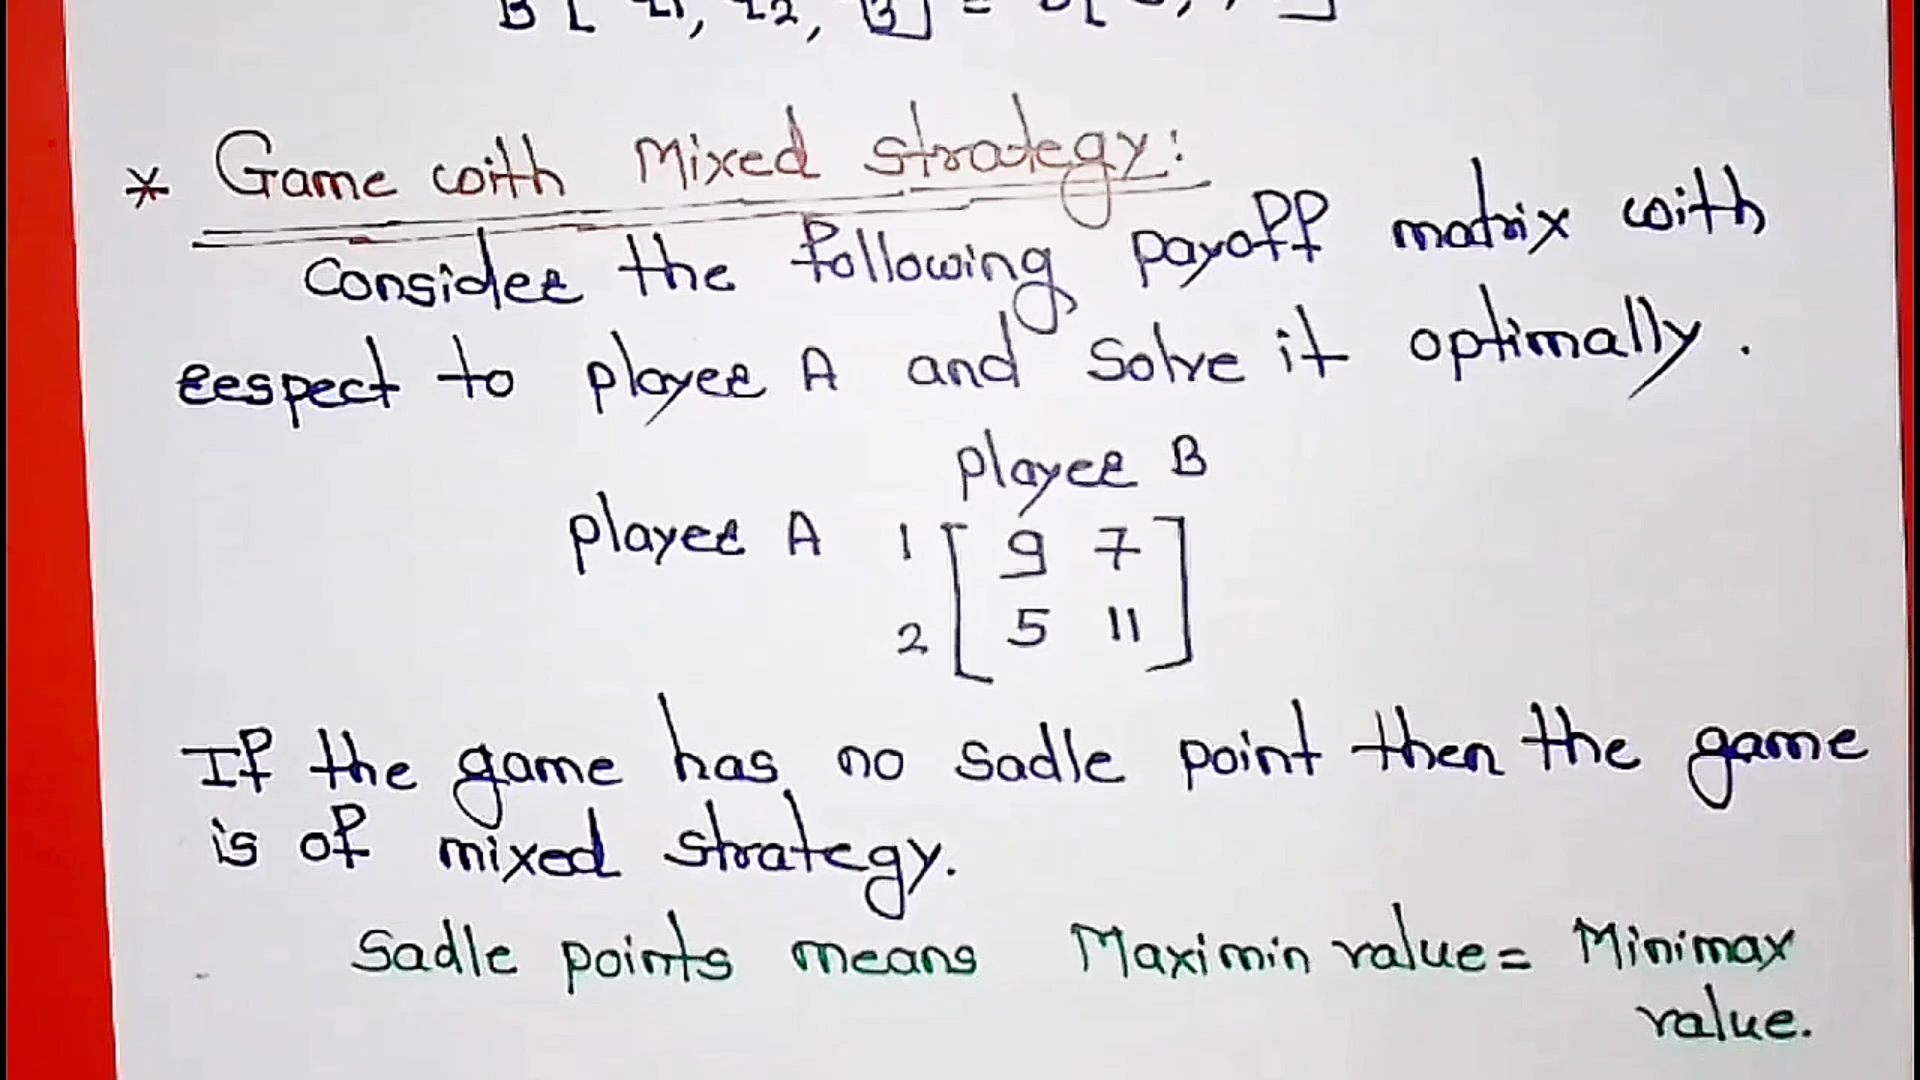 * Game with Mixed strategy:
Consider the following payoff matrix with
respect to player A and Solve it optimally.
player B
player A 1 [ 9 7 ]
2 [ 5 11 ]
If the game has no Sadle point then the game
is of mixed strategy.
Sadle points means Maximin value = Minimax
value.